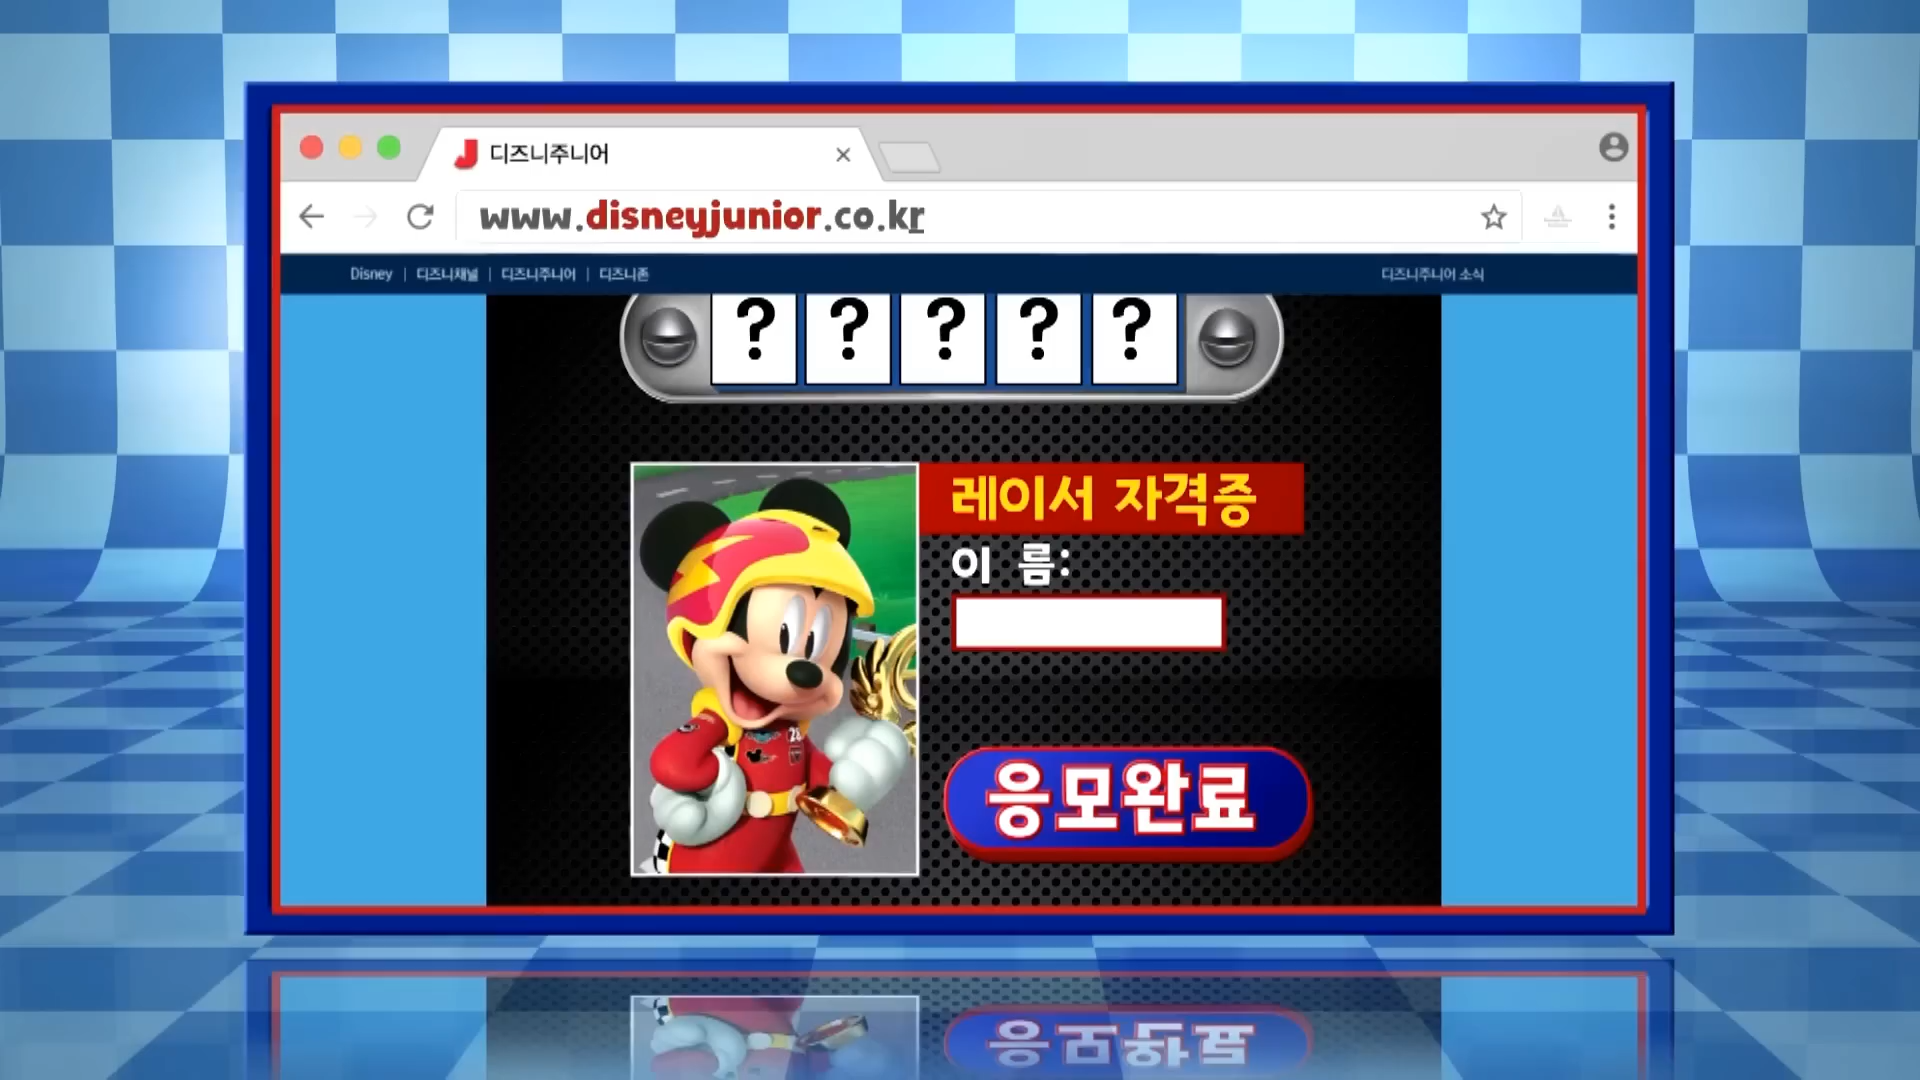 디즈니주니어
www.disneyjunior.co.kr
Disney | 디즈니채널 | 디즈니주니어 | 디즈니존
디즈니주니어 소식
? ? ? ? ?
레이서 자격증
이 름:
28
응모완료